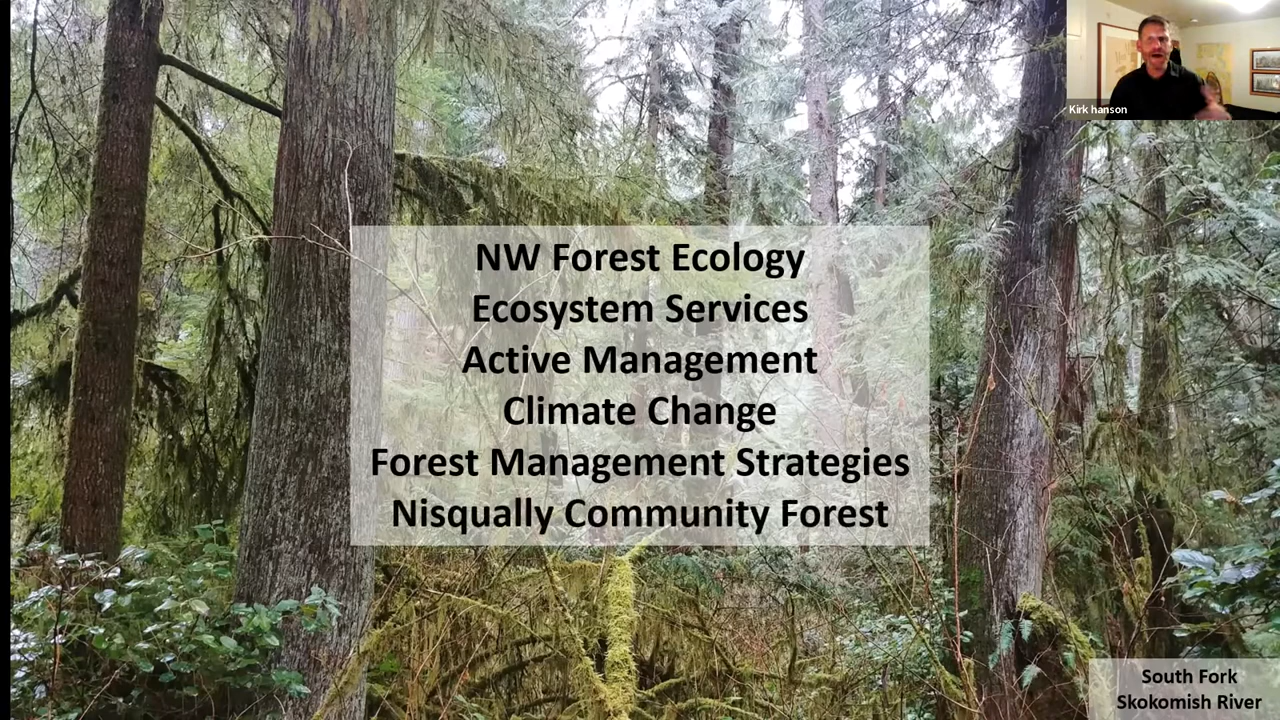 Kirk hanson
NW Forest Ecology
Ecosystem Services
Active Management
Climate Change
Forest Management Strategies
Nisqually Community Forest
South Fork
Skokomish River